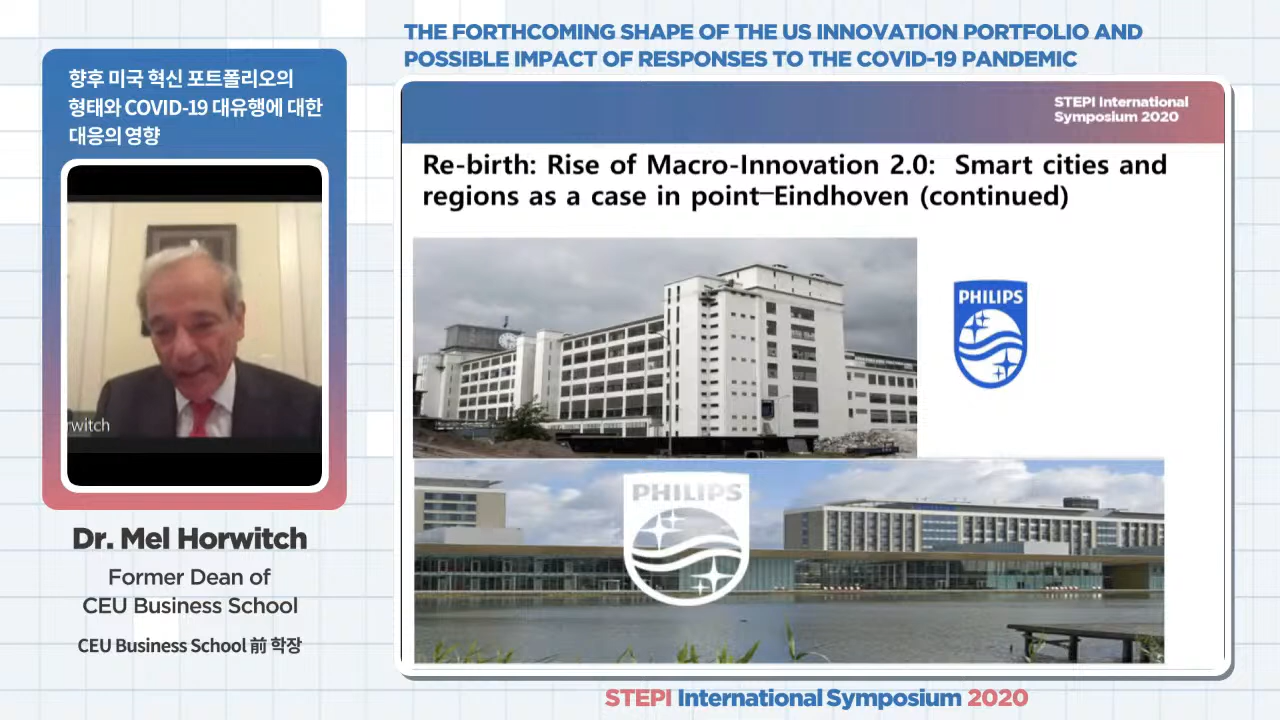 THE FORTHCOMING SHAPE OF THE US INNOVATION PORTFOLIO AND
POSSIBLE IMPACT OF RESPONSES TO THE COVID-19 PANDEMIC
향후 미국 혁신 포트폴리오의
형태와 COVID-19 대유행에 대한
대응의 영향
rwitch
Dr. Mel Horwitch
Former Dean of
CEU Business School
CEU Business School 前 학장
STEPI International
Symposium 2020
Re-birth: Rise of Macro-Innovation 2.0: Smart cities and
regions as a case in point—Eindhoven (continued)
PHILIPS
PHILIPS
STEPI International Symposium 2020